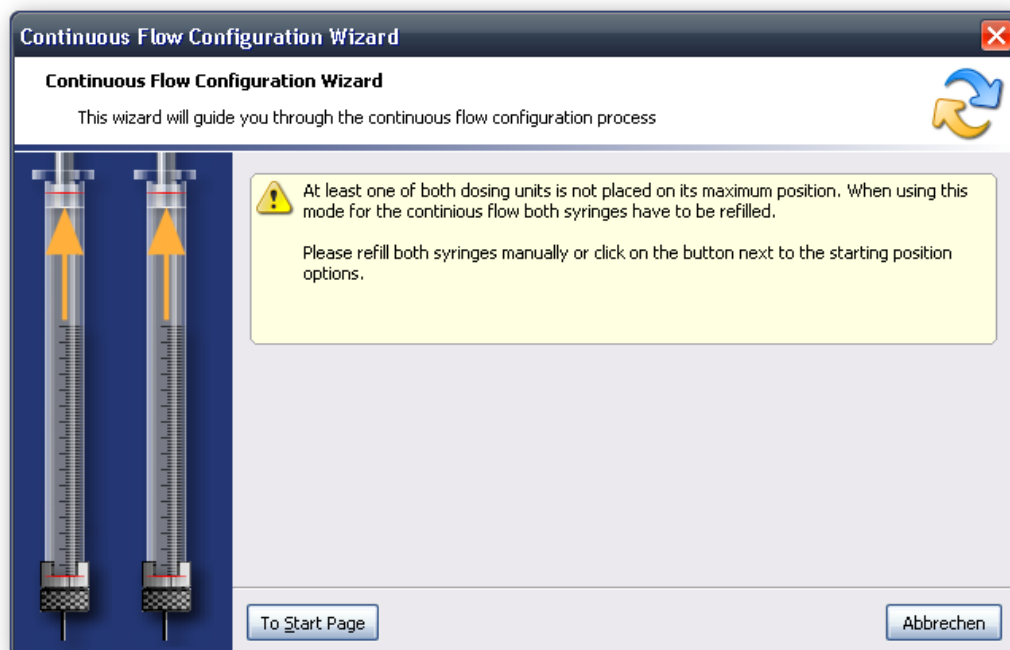 Continuous Flow Configuration Wizard
Continuous Flow Configuration Wizard
This wizard will guide you through the continuous flow configuration process
At least one of both dosing units is not placed on its maximum position. When using this
mode for the continious flow both syringes have to be refilled.
Please refill both syringes manually or click on the button next to the starting position
options.
To Start Page
Abbrechen